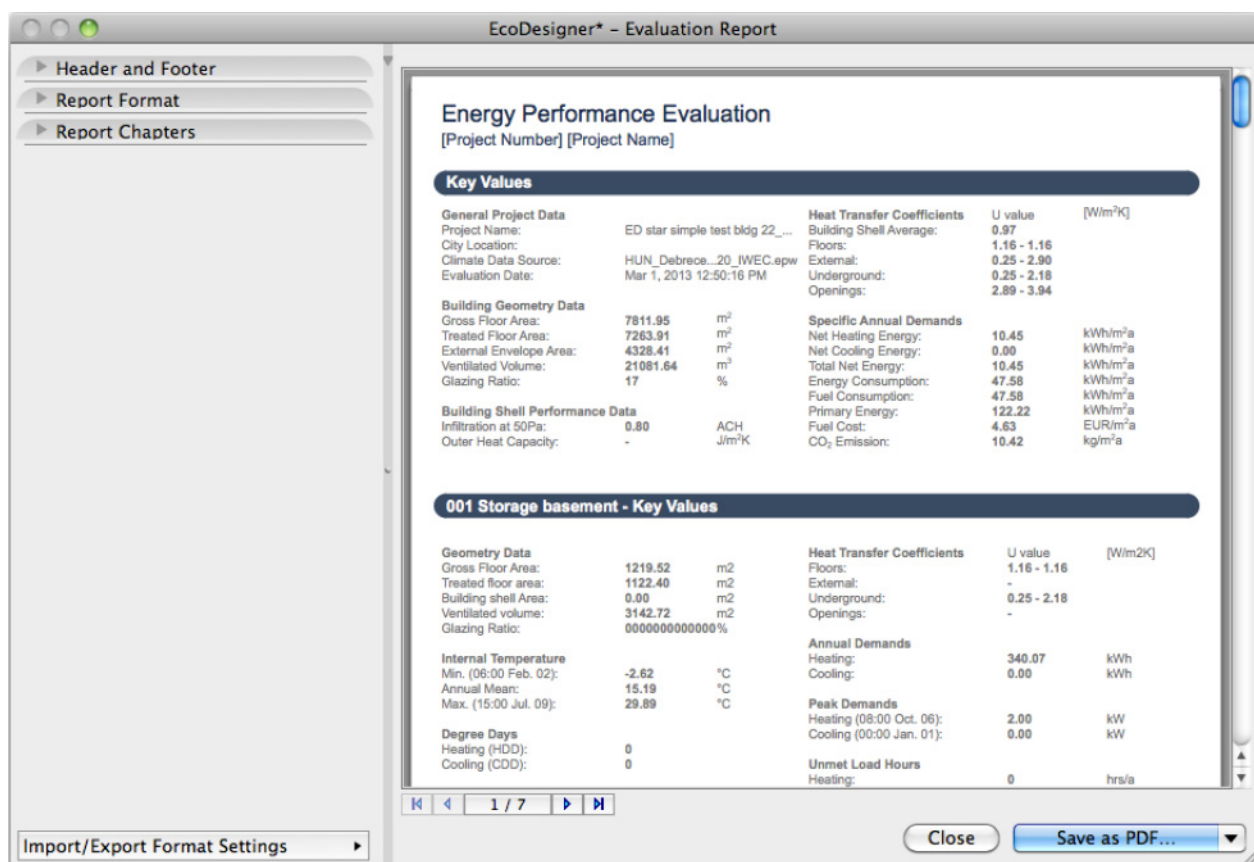 EcoDesigner* – Evaluation Report
Header and Footer
Report Format
Report Chapters
Energy Performance Evaluation
[Project Number] [Project Name]
Key Values
General Project Data
Project Name: ED star simple test bldg 22_...
City Location:
Climate Data Source: HUN_Debrece...20_IWEC.epw
Evaluation Date: Mar 1, 2013 12:50:16 PM
Building Geometry Data
Gross Floor Area: 7811.95 m²
Treated Floor Area: 7263.91 m²
External Envelope Area: 4328.41 m²
Ventilated Volume: 21081.64 m³
Glazing Ratio: 17 %
Building Shell Performance Data
Infiltration at 50Pa: 0.80 ACH
Outer Heat Capacity: - J/m²K
Heat Transfer Coefficients U value [W/m²K]
Building Shell Average: 0.97
Floors: 1.16 - 1.16
External: 0.25 - 2.90
Underground: 0.25 - 2.18
Openings: 2.89 - 3.94
Specific Annual Demands
Net Heating Energy: 10.45 kWh/m²a
Net Cooling Energy: 0.00 kWh/m²a
Total Net Energy: 10.45 kWh/m²a
Energy Consumption: 47.58 kWh/m²a
Fuel Consumption: 47.58 kWh/m²a
Primary Energy: 122.22 kWh/m²a
Fuel Cost: 4.63 EUR/m²a
CO₂ Emission: 10.42 kg/m²a
001 Storage basement - Key Values
Geometry Data
Gross Floor Area: 1219.52 m2
Treated floor area: 1122.40 m2
Building shell Area: 0.00 m2
Ventilated volume: 3142.72 m2
Glazing Ratio: 0000000000000%
Internal Temperature
Min. (06:00 Feb. 02): -2.62 °C
Annual Mean: 15.19 °C
Max. (15:00 Jul. 09): 29.89 °C
Degree Days
Heating (HDD): 0
Cooling (CDD): 0
Heat Transfer Coefficients U value [W/m2K]
Floors: 1.16 - 1.16
External: -
Underground: 0.25 - 2.18
Openings: -
Annual Demands
Heating: 340.07 kWh
Cooling: 0.00 kWh
Peak Demands
Heating (08:00 Oct. 06): 2.00 kW
Cooling (00:00 Jan. 01): 0.00 kW
Unmet Load Hours
Heating: 0 hrs/a
1 / 7
Import/Export Format Settings
Close
Save as PDF...